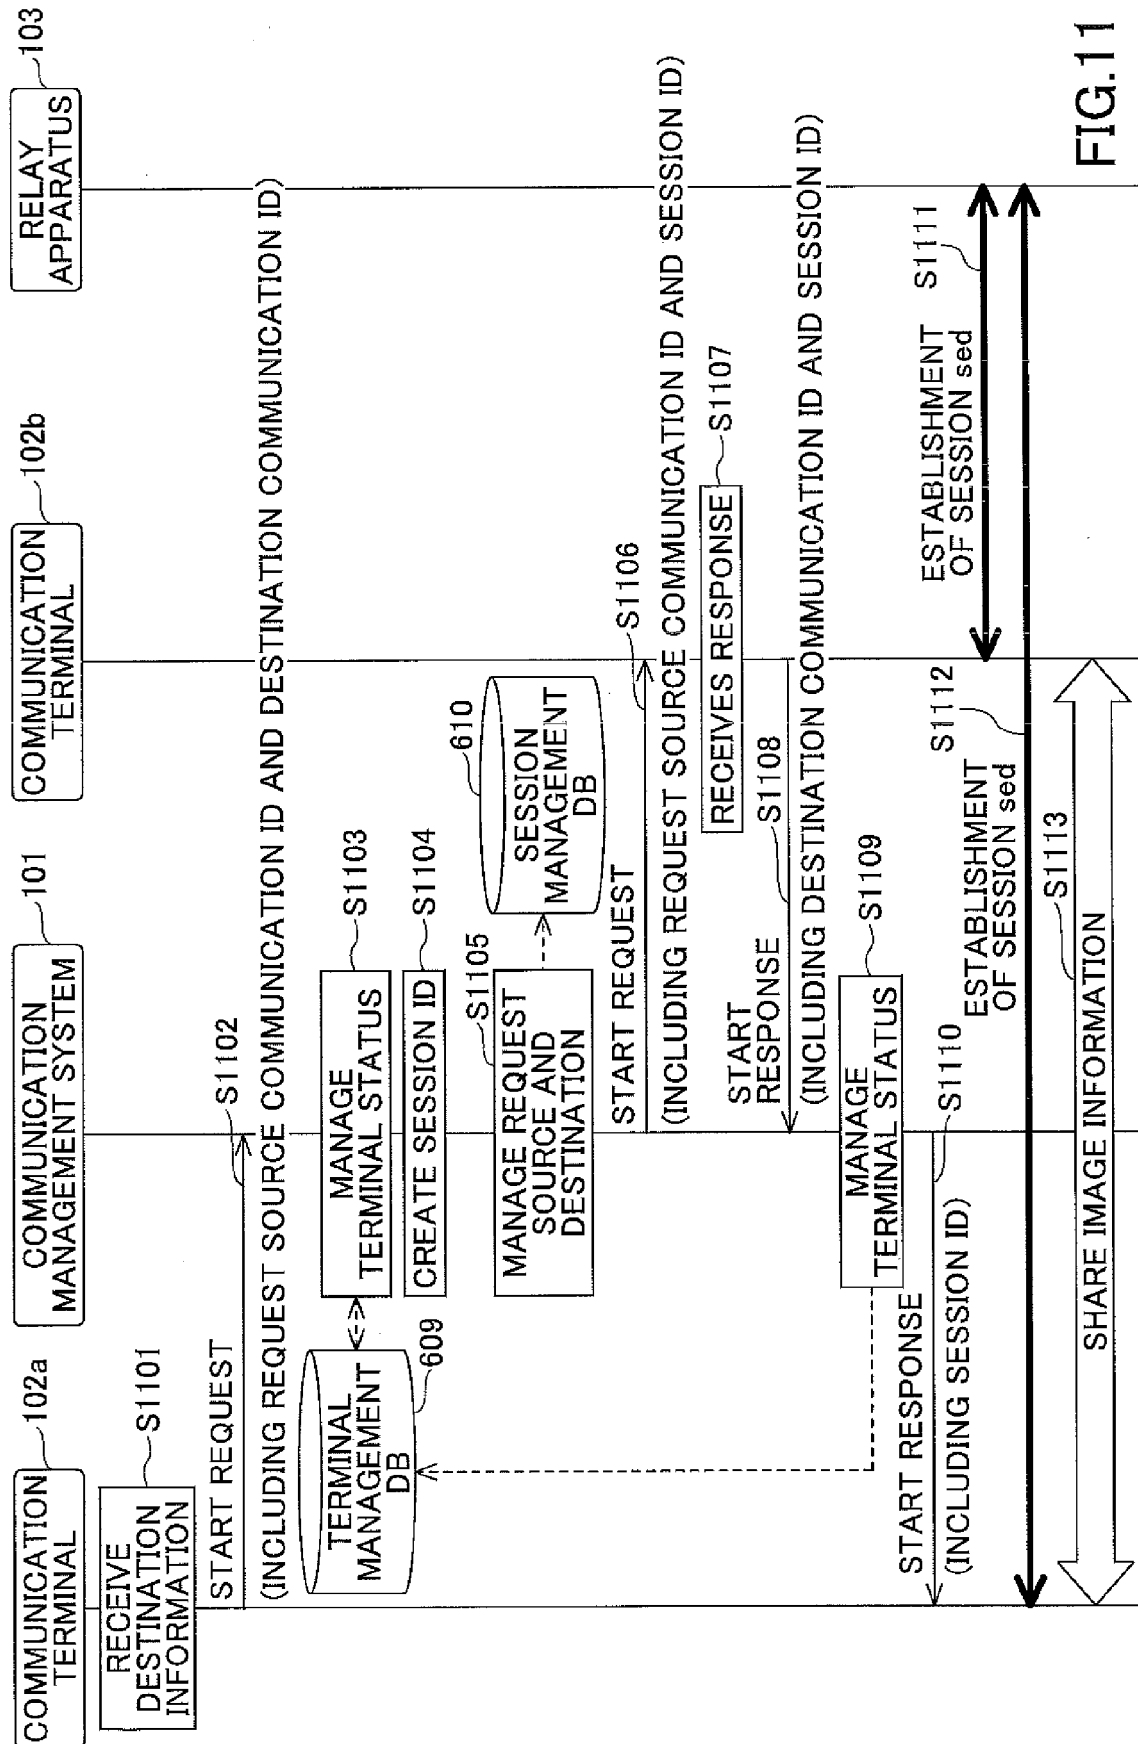 COMMUNICATION
TERMINAL
102a
COMMUNICATION
MANAGEMENT SYSTEM
101
COMMUNICATION
TERMINAL
102b
RELAY
APPARATUS
103
RECEIVE
DESTINATION
INFORMATION
S1101
START REQUEST
S1102
(INCLUDING REQUEST SOURCE COMMUNICATION ID AND DESTINATION COMMUNICATION ID)
TERMINAL
MANAGEMENT
DB
609
MANAGE
TERMINAL STATUS
S1103
CREATE SESSION ID
S1104
MANAGE REQUEST
SOURCE AND
DESTINATION
S1105
SESSION
MANAGEMENT
DB
610
START REQUEST
S1106
(INCLUDING REQUEST SOURCE COMMUNICATION ID AND SESSION ID)
RECEIVES RESPONSE
S1107
START
RESPONSE
S1108
(INCLUDING DESTINATION COMMUNICATION ID AND SESSION ID)
MANAGE
TERMINAL STATUS
S1109
START RESPONSE
S1110
(INCLUDING SESSION ID)
ESTABLISHMENT
OF SESSION sed
S1111
ESTABLISHMENT
OF SESSION sed
S1112
SHARE IMAGE INFORMATION
S1113
FIG.11